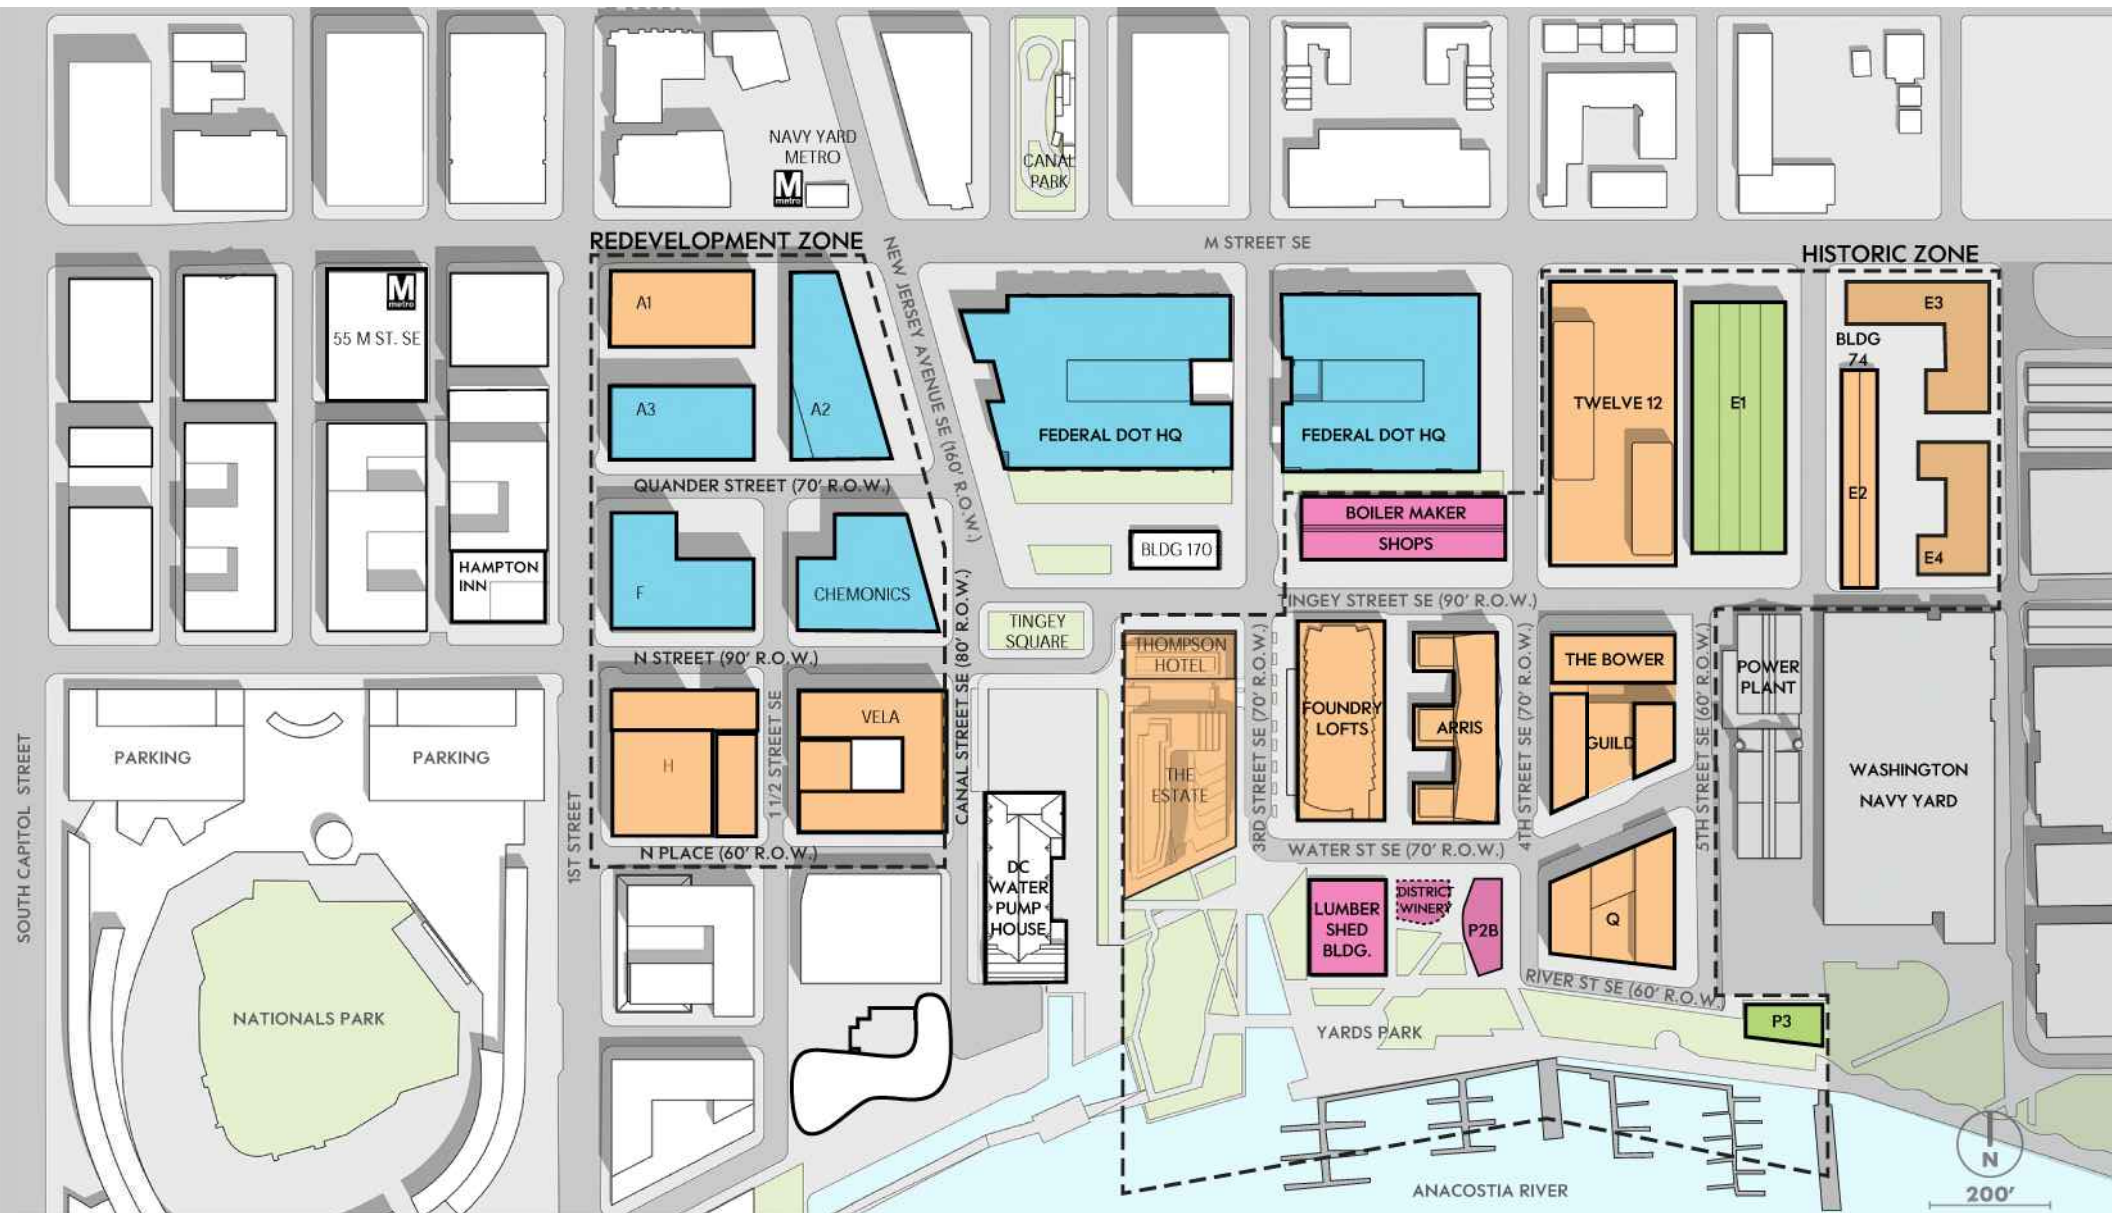 NAVY YARD
METRO
M
metro
CANAL
PARK
REDEVELOPMENT ZONE
M STREET SE
HISTORIC ZONE
NEW JERSEY AVENUE SE (160' R.O.W.)
A1
M
metro
55 M ST. SE
A3
A2
FEDERAL DOT HQ
FEDERAL DOT HQ
TWELVE 12
E1
BLDG
74
E3
E2
E4
QUANDER STREET (70' R.O.W.)
BOILER MAKER
SHOPS
BLDG 170
HAMPTON
INN
F
CHEMONICS
CANAL STREET SE (80' R.O.W.)
TINGEY
SQUARE
TINGEY STREET SE (90' R.O.W.)
N STREET (90' R.O.W.)
THOMPSON
HOTEL
3RD STREET SE (70' R.O.W.)
FOUNDRY
LOFTS
ARRIS
4TH STREET SE (70' R.O.W.)
THE BOWER
GUILD
5TH STREET SE (60' R.O.W.)
POWER
PLANT
WASHINGTON
NAVY YARD
SOUTH CAPITOL STREET
PARKING
PARKING
1ST STREET
H
1 1/2 STREET SE
VELA
THE
ESTATE
N PLACE (60' R.O.W.)
WATER ST SE (70' R.O.W.)
DC
WATER
PUMP
HOUSE
LUMBER
SHED
BLDG.
DISTRICT
WINERY
P2B
Q
RIVER ST SE (60' R.O.W.)
NATIONALS PARK
YARDS PARK
P3
ANACOSTIA RIVER
N
200'